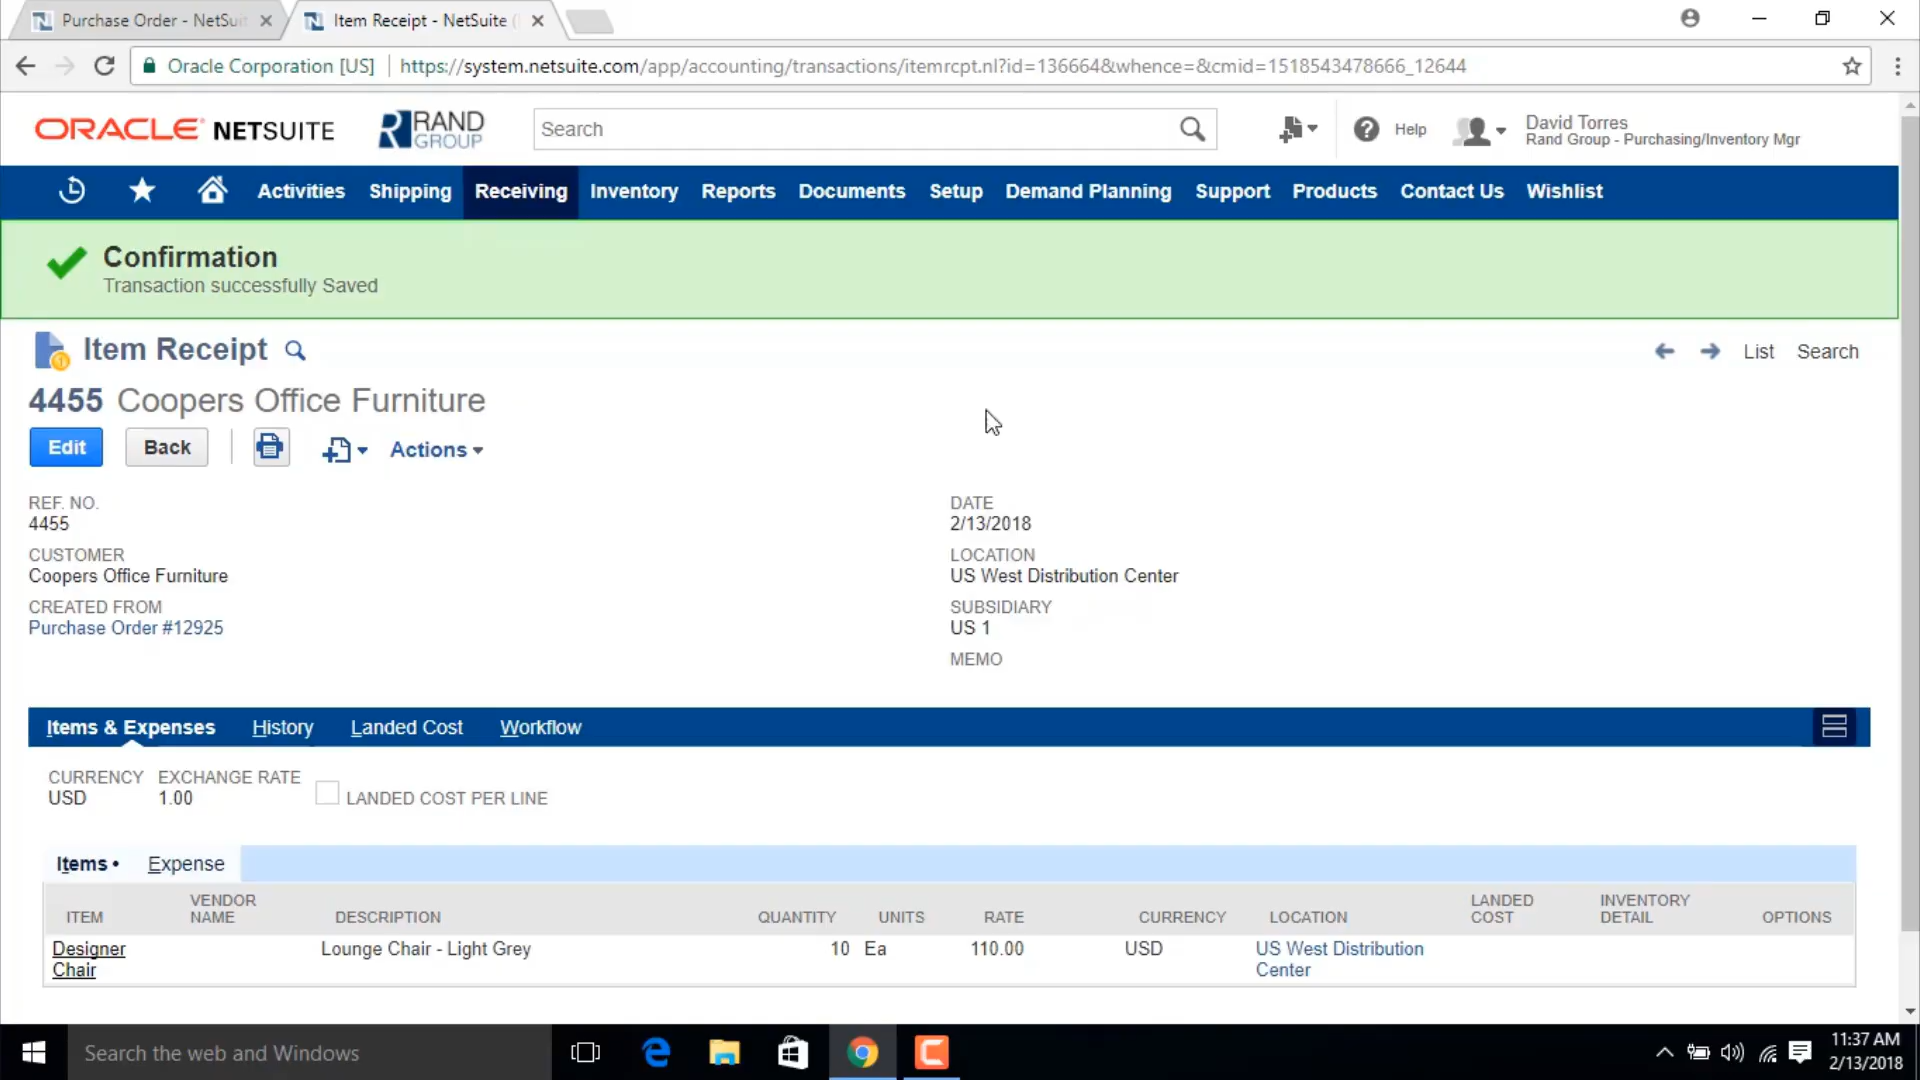 Purchase Order - NetSui
Item Receipt - NetSuite (
Oracle Corporation [US]
https://system.netsuite.com/app/accounting/transactions/itemrcpt.nl?id=136664&whence=&cmid=1518543478666_12644
ORACLE NETSUITE
RAND GROUP
Search
Help
David Torres
Rand Group - Purchasing/Inventory Mgr
Activities Shipping Receiving Inventory Reports Documents Setup Demand Planning Support Products Contact Us Wishlist
Confirmation
Transaction successfully Saved
Item Receipt
List Search
4455 Coopers Office Furniture
Edit Back Actions
REF. NO.
4455
CUSTOMER
Coopers Office Furniture
CREATED FROM
Purchase Order #12925
DATE
2/13/2018
LOCATION
US West Distribution Center
SUBSIDIARY
US 1
MEMO
Items & Expenses History Landed Cost Workflow
CURRENCY EXCHANGE RATE
USD 1.00 LANDED COST PER LINE
Items • Expense
ITEM VENDOR NAME DESCRIPTION QUANTITY UNITS RATE CURRENCY LOCATION LANDED COST INVENTORY DETAIL OPTIONS
Designer Chair Lounge Chair - Light Grey 10 Ea 110.00 USD US West Distribution Center
Search the web and Windows
11:37 AM
2/13/2018